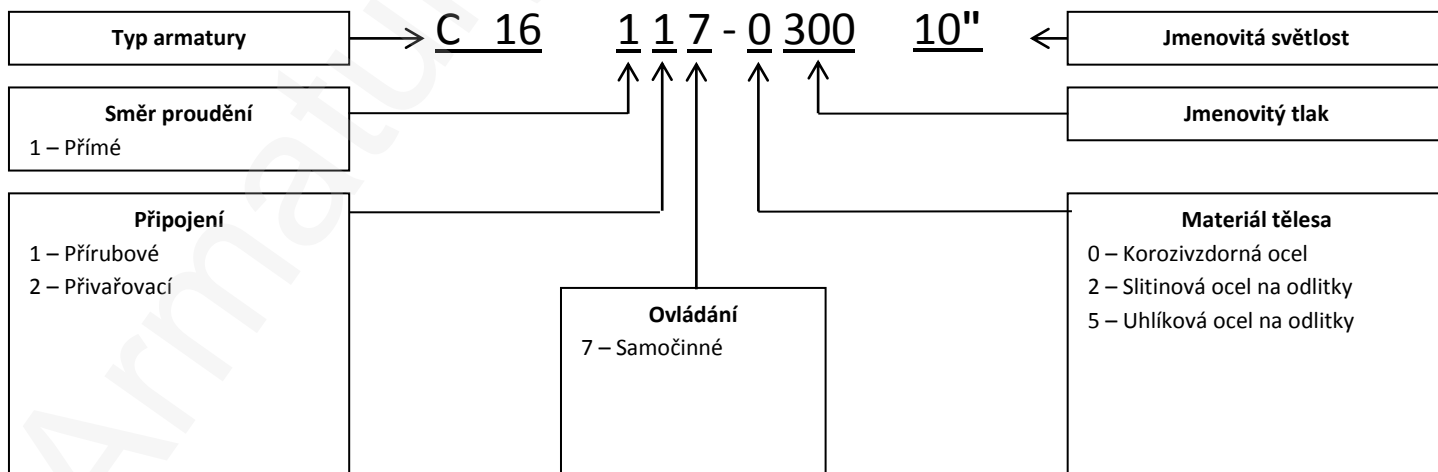 Typ armatury
C 16 1 1 7 - 0 300 10"
Jmenovitá světlost
Směr proudění
1 – Přímé
Jmenovitý tlak
Připojení
1 – Přírubové
2 – Přivařovací
Ovládání
7 – Samočinné
Materiál tělesa
0 – Korozivzdorná ocel
2 – Slitinová ocel na odlitky
5 – Uhlíková ocel na odlitky
Armatu